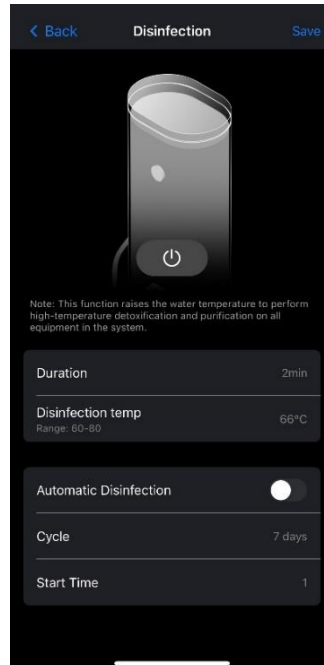 Back
Disinfection
Save
Note: This function raises the water temperature to perform
high-temperature detoxification and purification on all
equipment in the system.
Duration
2min
Disinfection temp
Range: 60-80
66°C
Automatic Disinfection
Cycle
7 days
Start Time
1